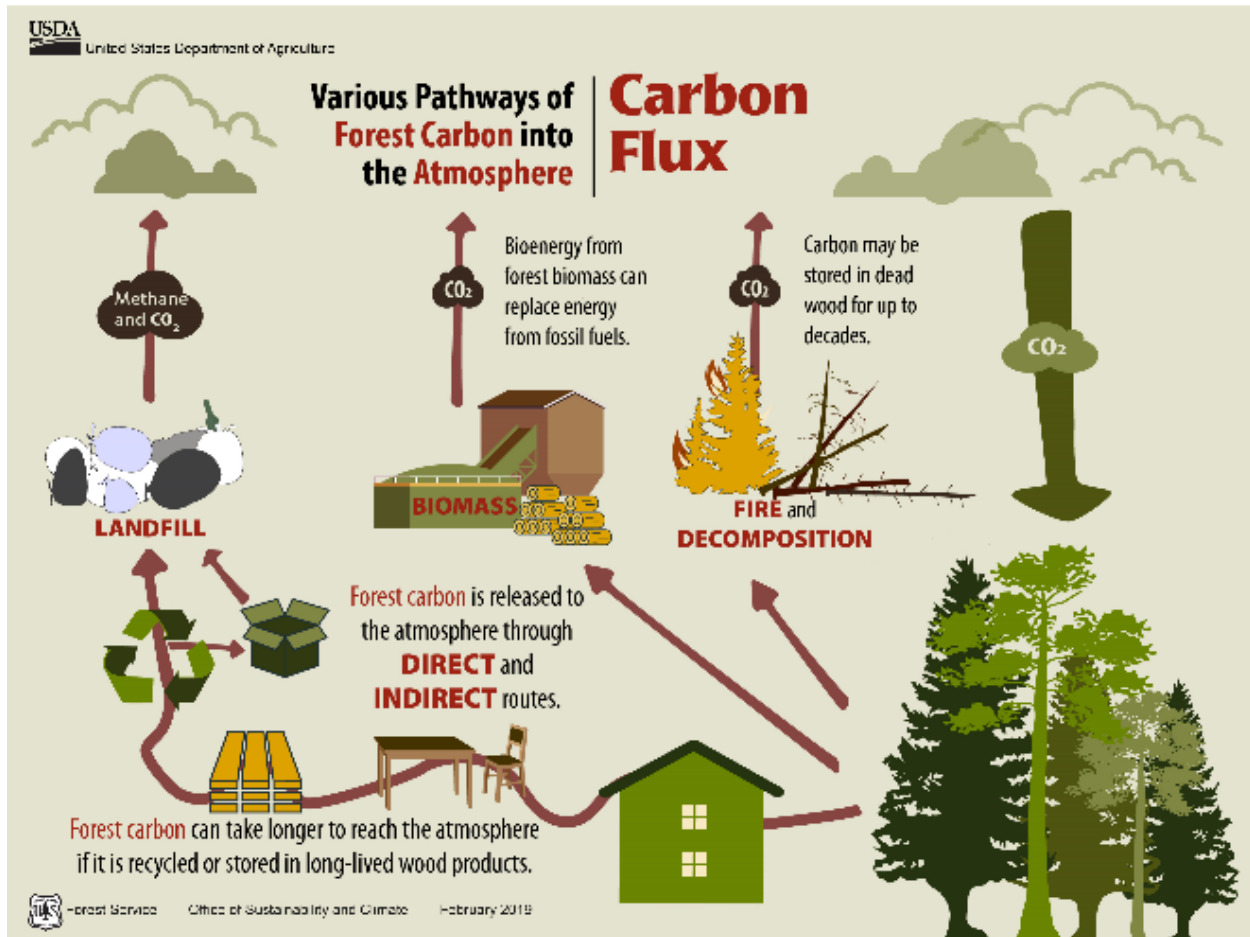 USDA
United States Department of Agriculture
Various Pathways of
Forest Carbon into
the Atmosphere
Carbon
Flux
Methane
and CO₂
CO₂
Bioenergy from
forest biomass can
replace energy
from fossil fuels.
CO₂
Carbon may be
stored in dead
wood for up to
decades.
CO₂
LANDFILL
BIOMASS
FIRE and
DECOMPOSITION
Forest carbon is released to
the atmosphere through
DIRECT and
INDIRECT routes.
Forest carbon can take longer to reach the atmosphere
if it is recycled or stored in long-lived wood products.
Forest Service Office of Sustainability and Climate February 2019